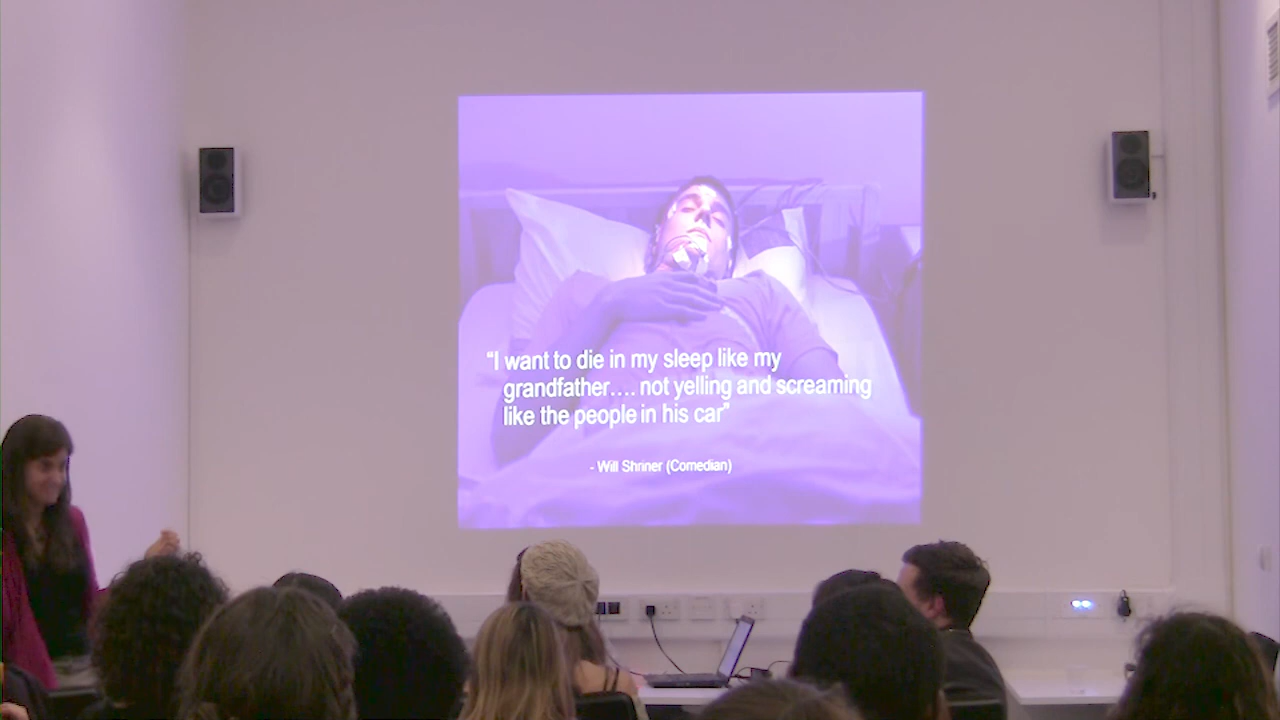 “I want to die in my sleep like my
grandfather.... not yelling and screaming
like the people in his car”
- Will Shriner (Comedian)